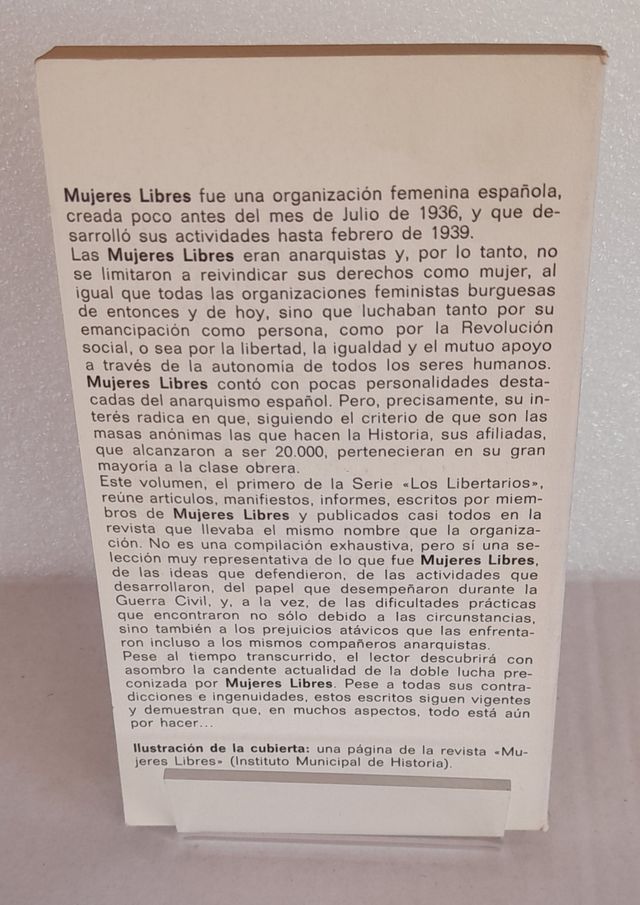 Mujeres Libres fue una organización femenina española,
creada poco antes del mes de Julio de 1936, y que de-
sarrolló sus actividades hasta febrero de 1939.
Las Mujeres Libres eran anarquistas y, por lo tanto, no
se limitaron a reivindicar sus derechos como mujer, al
igual que todas las organizaciones feministas burguesas
de entonces y de hoy, sino que luchaban tanto por su
emancipación como persona, como por la Revolución
social, o sea por la libertad, la igualdad y el mutuo apoyo
a través de la autonomía de todos los seres humanos.
Mujeres Libres contó con pocas personalidades desta-
cadas del anarquismo español. Pero, precisamente, su in-
terés radica en que, siguiendo el criterio de que son las
masas anónimas las que hacen la Historia, sus afiliadas,
que alcanzaron a ser 20.000, pertenecieran en su gran
mayoría a la clase obrera.
Este volumen, el primero de la Serie «Los Libertarios»,
reúne artículos, manifiestos, informes, escritos por miem-
bros de Mujeres Libres y publicados casi todos en la
revista que llevaba el mismo nombre que la organiza-
ción. No es una compilación exhaustiva, pero sí una se-
lección muy representativa de lo que fue Mujeres Libres,
de las ideas que defendieron, de las actividades que
desarrollaron, del papel que desempeñaron durante la
Guerra Civil, y, a la vez, de las dificultades prácticas
que encontraron no sólo debido a las circunstancias,
sino también a los prejuicios atávicos que las enfrenta-
ron incluso a los mismos compañeros anarquistas.
Pese al tiempo transcurrido, el lector descubrirá con
asombro la candente actualidad de la doble lucha pre-
conizada por Mujeres Libres. Pese a todas sus contra-
dicciones e ingenuidades, estos escritos siguen vigentes
y demuestran que, en muchos aspectos, todo está aún
por hacer...
Ilustración de la cubierta: una página de la revista «Mu-
jeres Libres» (Instituto Municipal de Historia).